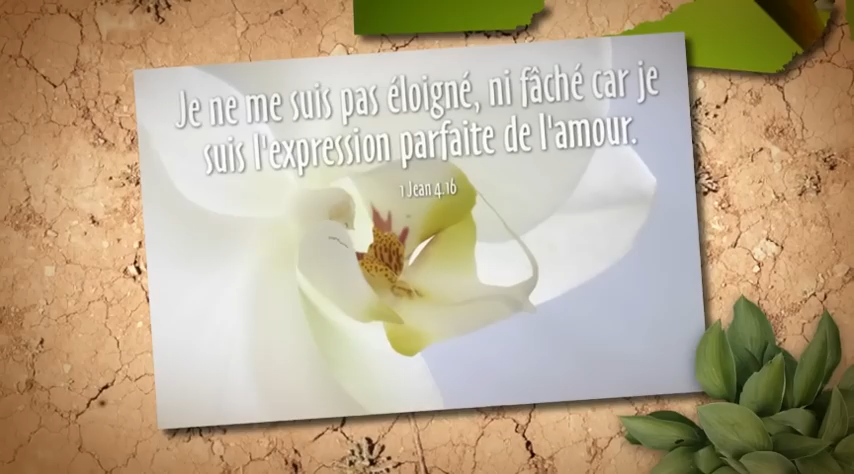 Je ne me suis pas éloigné, ni fâché car je
suis l'expression parfaite de l'amour.
1 Jean 4.16